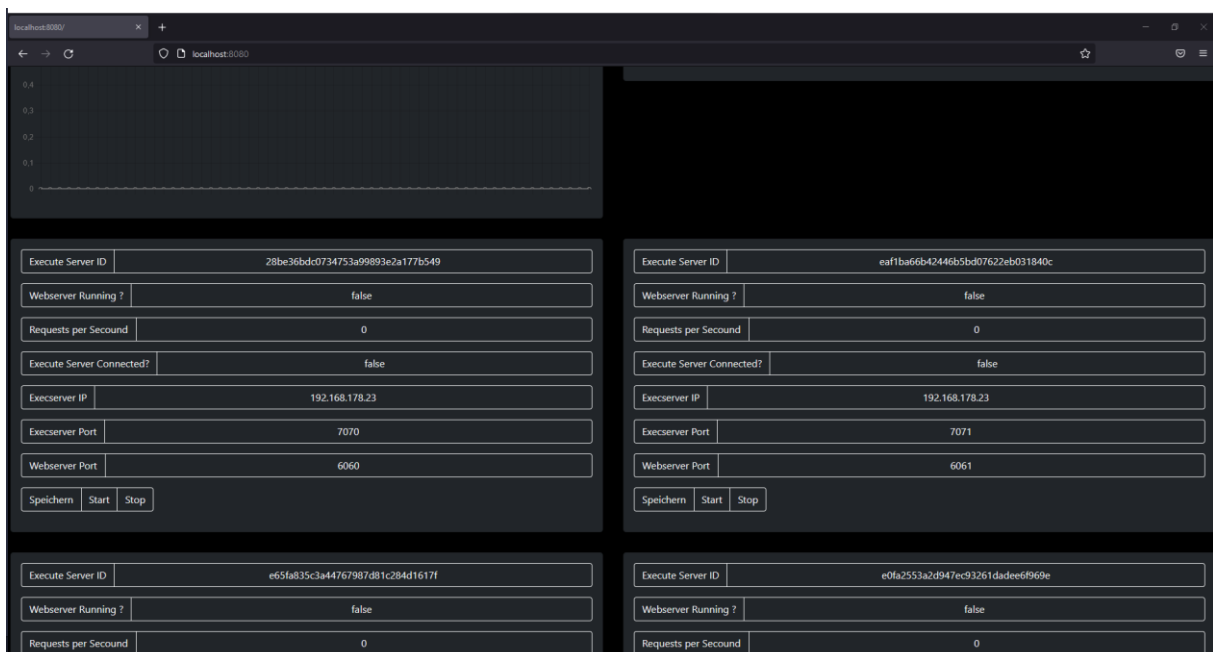 localhost:8080/
localhost:8080
0,4
0,3
0,2
0,1
0
Execute Server ID 28be36bdc0734753a99893e2a177b549
Webserver Running ? false
Requests per Secound 0
Execute Server Connected? false
Execserver IP 192.168.178.23
Execserver Port 7070
Webserver Port 6060
Speichern Start Stop
Execute Server ID eaf1ba66b42446b5bd07622eb031840c
Webserver Running ? false
Requests per Secound 0
Execute Server Connected? false
Execserver IP 192.168.178.23
Execserver Port 7071
Webserver Port 6061
Speichern Start Stop
Execute Server ID e65fa835c3a44767987d81c284d1617f
Webserver Running ? false
Requests per Secound 0
Execute Server ID e0fa2553a2d947ec93261dadee6f969e
Webserver Running ? false
Requests per Secound 0